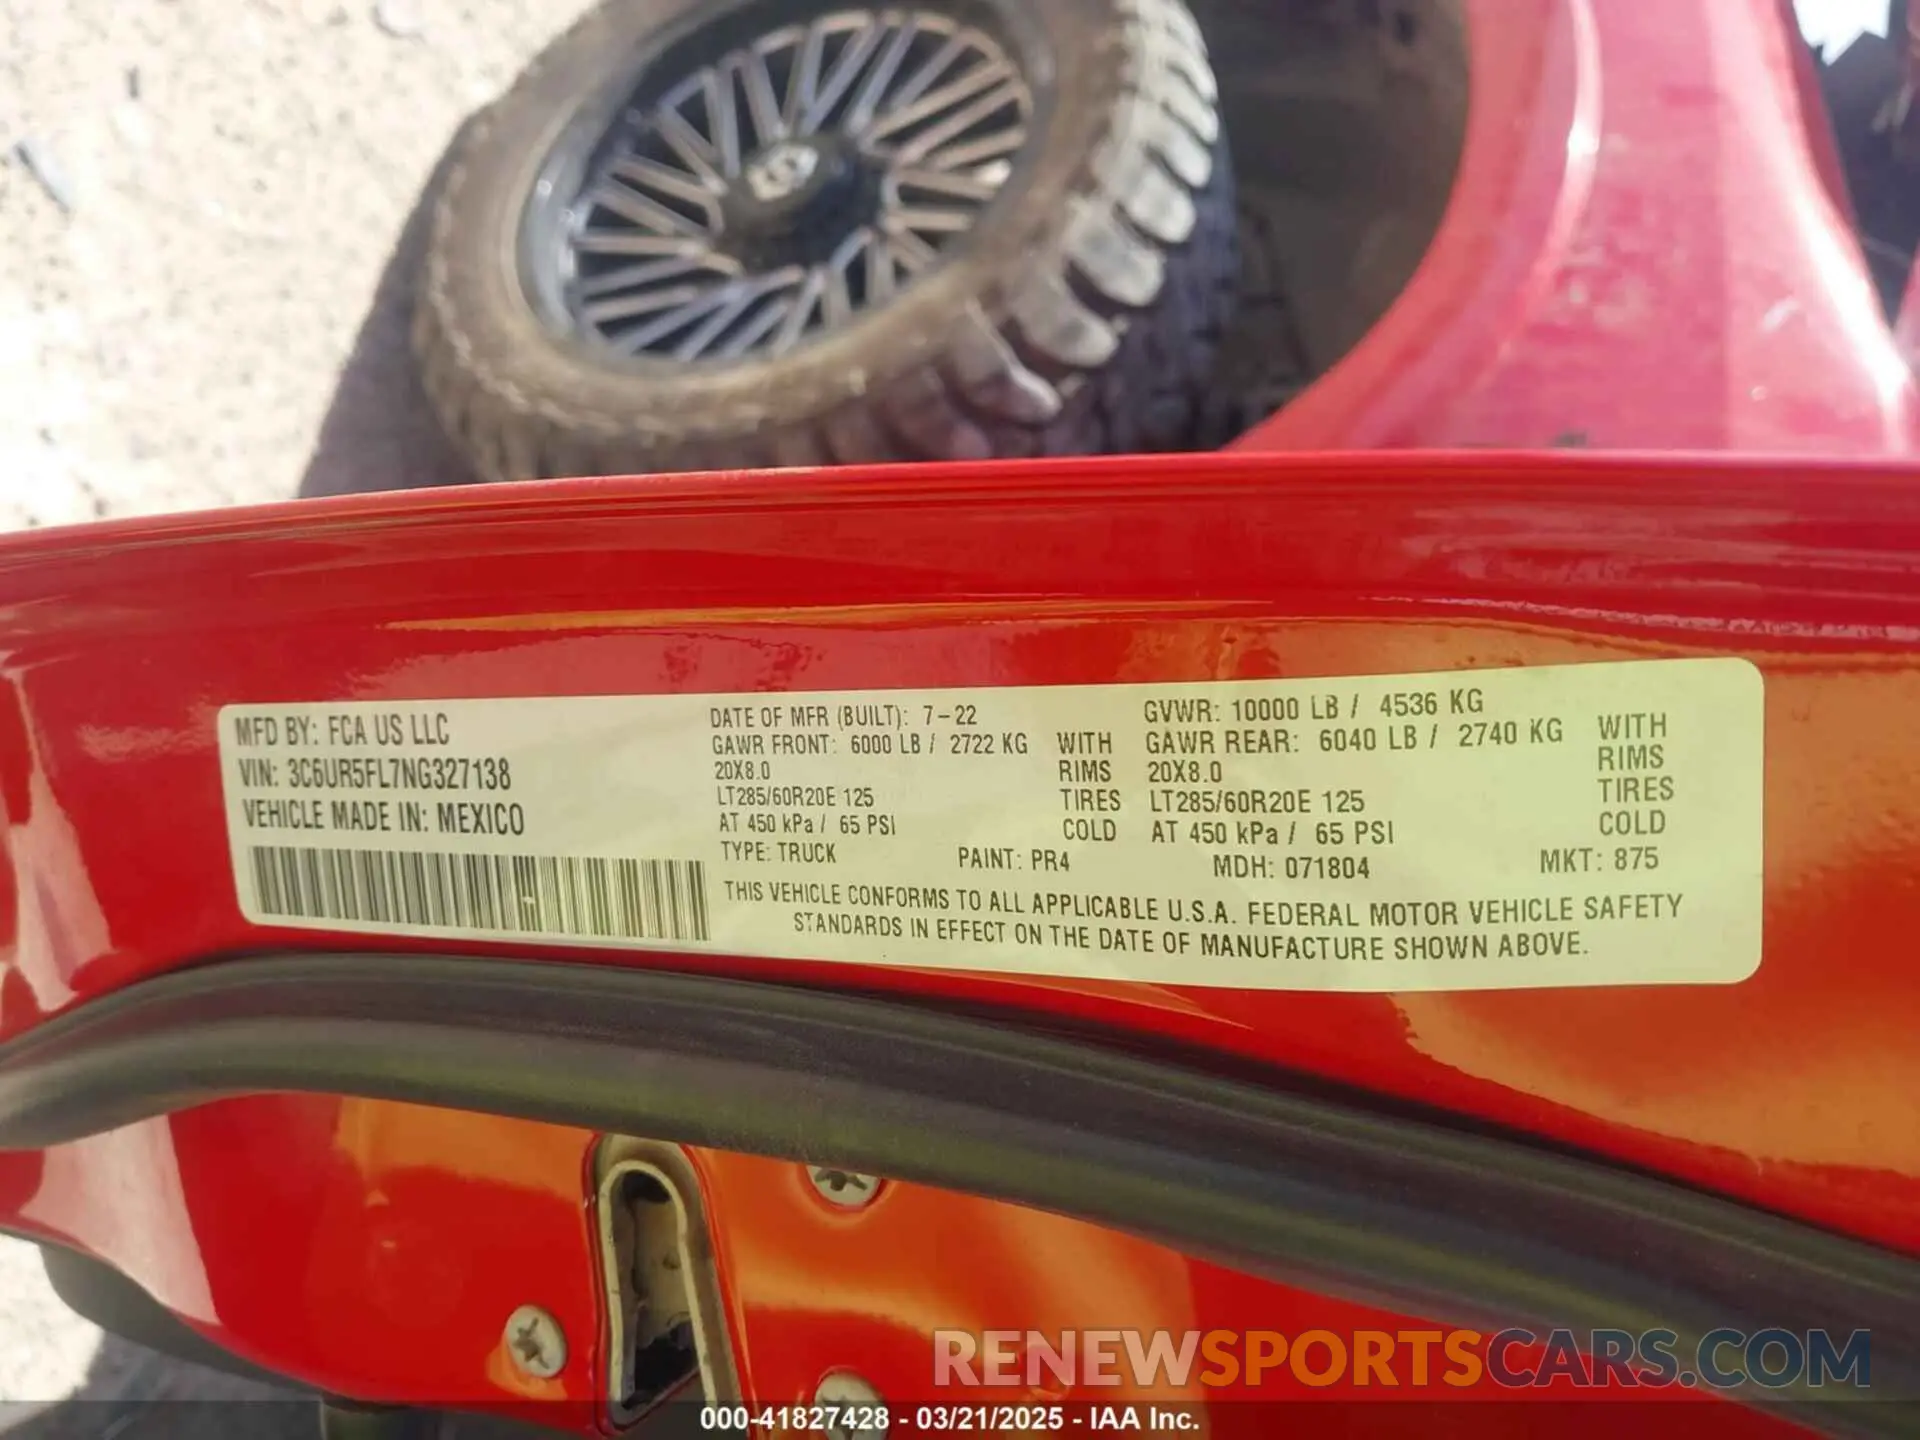 MFD BY: FCA US LLC
VIN: 3C6UR5FL7NG327138
VEHICLE MADE IN: MEXICO
DATE OF MFR (BUILT): 7-22
GAWR FRONT: 6000 LB / 2722 KG WITH
20X8.0 RIMS
LT285/60R20E 125 TIRES
AT 450 kPa / 65 PSI COLD
GVWR: 10000 LB / 4536 KG
GAWR REAR: 6040 LB / 2740 KG WITH
20X8.0 RIMS
LT285/60R20E 125 TIRES
AT 450 kPa / 65 PSI COLD
TYPE: TRUCK PAINT: PR4 MDH: 071804 MKT: 875
THIS VEHICLE CONFORMS TO ALL APPLICABLE U.S.A. FEDERAL MOTOR VEHICLE SAFETY
STANDARDS IN EFFECT ON THE DATE OF MANUFACTURE SHOWN ABOVE.
RENEWSPORTSCARS.COM
000-41827428 - 03/21/2025 - IAA Inc.